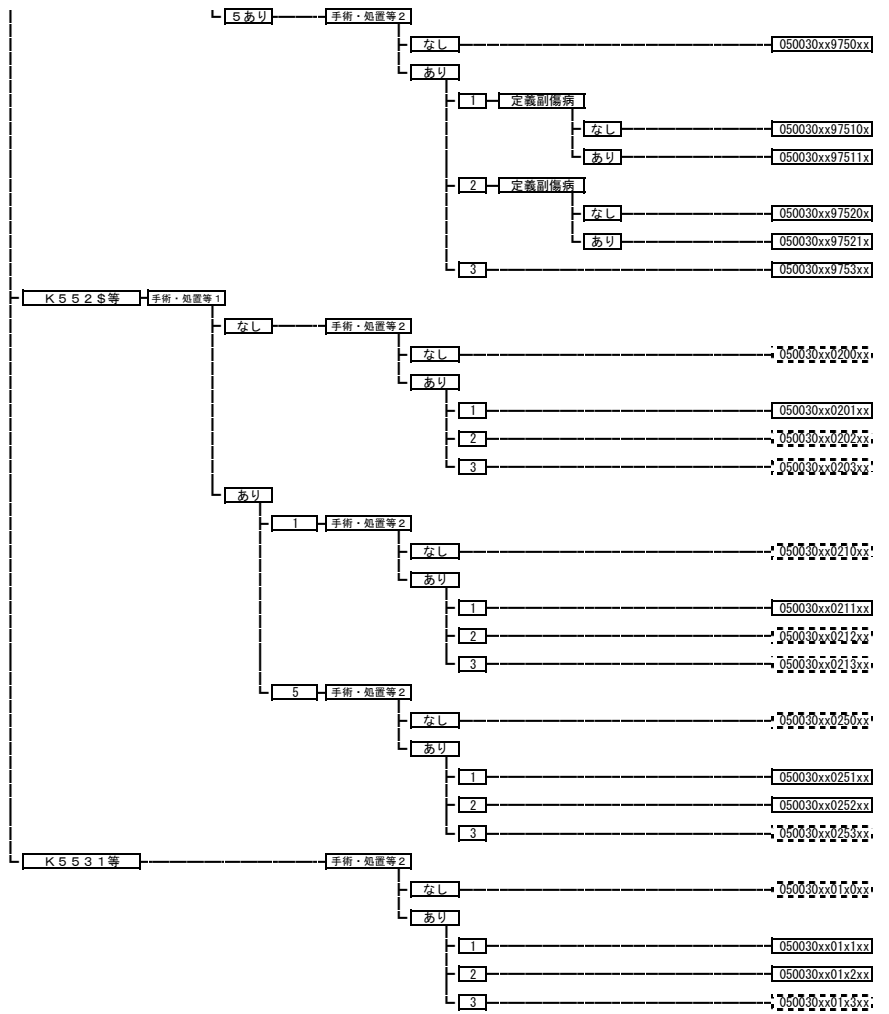 ５あり 手術・処置等２
なし 050030xx9750xx
あり
1 定義副傷病
なし 050030xx97510x
あり 050030xx97511x
2 定義副傷病
なし 050030xx97520x
あり 050030xx97521x
3 050030xx9753xx
Ｋ５５２＄等 手術・処置等１
なし 手術・処置等２
なし 050030xx0200xx
あり
1 050030xx0201xx
2 050030xx0202xx
3 050030xx0203xx
あり
1 手術・処置等２
なし 050030xx0210xx
あり
1 050030xx0211xx
2 050030xx0212xx
3 050030xx0213xx
5 手術・処置等２
なし 050030xx0250xx
あり
1 050030xx0251xx
2 050030xx0252xx
3 050030xx0253xx
Ｋ５５３１等 手術・処置等２
なし 050030xx01x0xx
あり
1 050030xx01x1xx
2 050030xx01x2xx
3 050030xx01x3xx